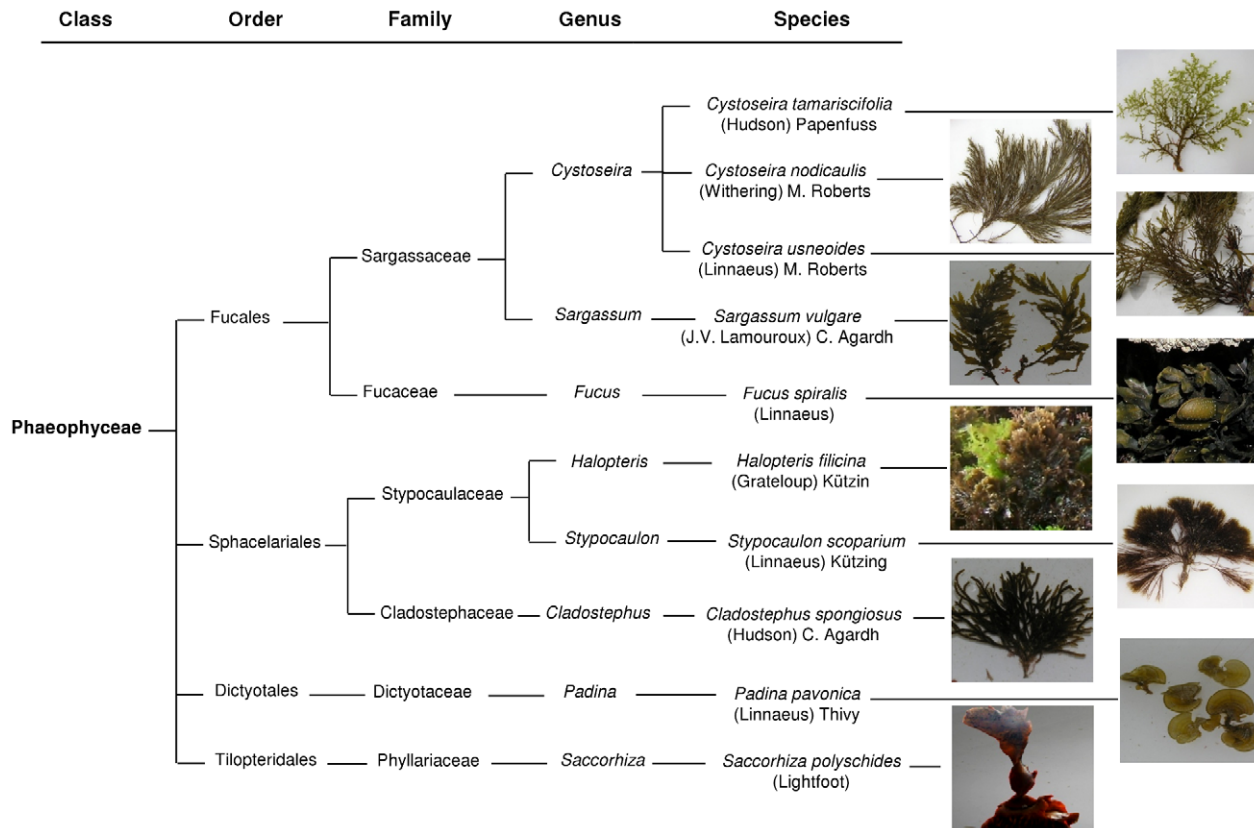 Class Order Family Genus Species
Cystoseira tamariscifolia
(Hudson) Papenfuss
Cystoseira
Cystoseira nodicaulis
(Withering) M. Roberts
Sargassaceae
Cystoseira usneoides
(Linnaeus) M. Roberts
Fucales
Sargassum
Sargassum vulgare
(J.V. Lamouroux) C. Agardh
Fucaceae
Fucus
Fucus spiralis
(Linnaeus)
Phaeophyceae
Halopteris
Halopteris filicina
(Grateloup) Kützin
Stypocaulaceae
Sphacelariales
Stypocaulon
Stypocaulon scoparium
(Linnaeus) Kützing
Cladostephaceae
Cladostephus
Cladostephus spongiosus
(Hudson) C. Agardh
Dictyotales
Dictyotaceae
Padina
Padina pavonica
(Linnaeus) Thivy
Tilopteridales
Phyllariaceae
Saccorhiza
Saccorhiza polyschides
(Lightfoot)